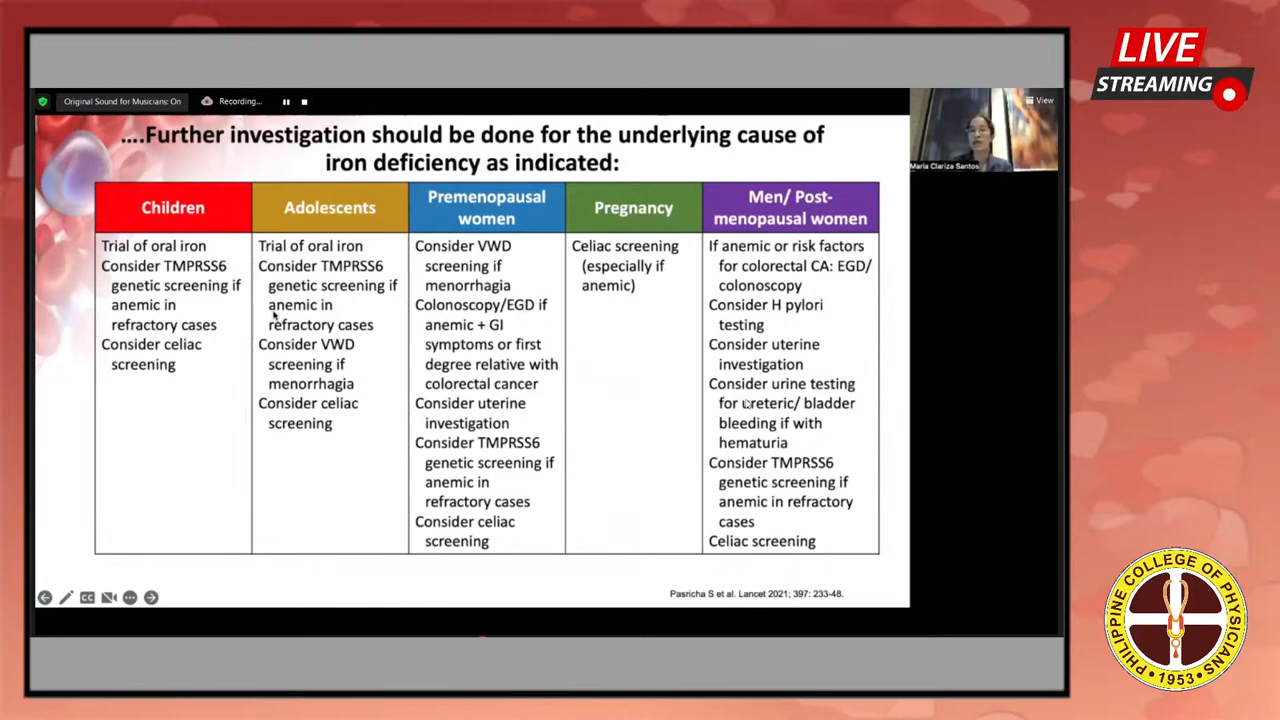 LIVE
STREAMING
Original Sound for Musicians: On
Recording...
View
Maria Clariza Santos
....Further investigation should be done for the underlying cause of
iron deficiency as indicated:
Children
Trial of oral iron
Consider TMPRSS6
genetic screening if
anemic in
refractory cases
Consider celiac
screening
Adolescents
Trial of oral iron
Consider TMPRSS6
genetic screening if
anemic in
refractory cases
Consider VWD
screening if
menorrhagia
Consider celiac
screening
Premenopausal
women
Consider VWD
screening if
menorrhagia
Colonoscopy/EGD if
anemic + GI
symptoms or first
degree relative with
colorectal cancer
Consider uterine
investigation
Consider TMPRSS6
genetic screening if
anemic in
refractory cases
Consider celiac
screening
Pregnancy
Celiac screening
(especially if
anemic)
Men/ Post-
menopausal women
If anemic or risk factors
for colorectal CA: EGD/
colonoscopy
Consider H pylori
testing
Consider uterine
investigation
Consider urine testing
for ureteric/ bladder
bleeding if with
hematuria
Consider TMPRSS6
genetic screening if
anemic in refractory
cases
Celiac screening
CC
Pasricha S et al. Lancet 2021; 397: 233-48.
PHILIPPINE COLLEGE OF PHYSICIANS
1953